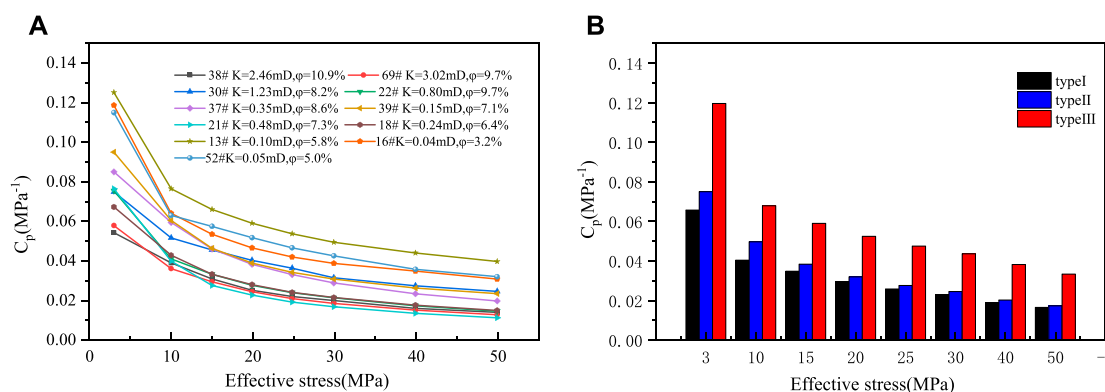 A
0.14
0.12
0.10
0.08
0.06
0.04
0.02
0.00
Cp(MPa-1)
38# K=2.46mD,φ=10.9%
69# K=3.02mD,φ=9.7%
30# K=1.23mD,φ=8.2%
22# K=0.80mD,φ=9.7%
37# K=0.35mD,φ=8.6%
39# K=0.15mD,φ=7.1%
21# K=0.48mD,φ=7.3%
18# K=0.24mD,φ=6.4%
13# K=0.10mD,φ=5.8%
16#K=0.04mD,φ=3.2%
52#K=0.05mD,φ=5.0%
0 10 20 30 40 50
Effective stress(MPa)
B
0.14
0.12
0.10
0.08
0.06
0.04
0.02
0.00
Cp(MPa-1)
typeI
typeII
typeIII
3 10 15 20 25 30 40 50 –
Effective stress(MPa)